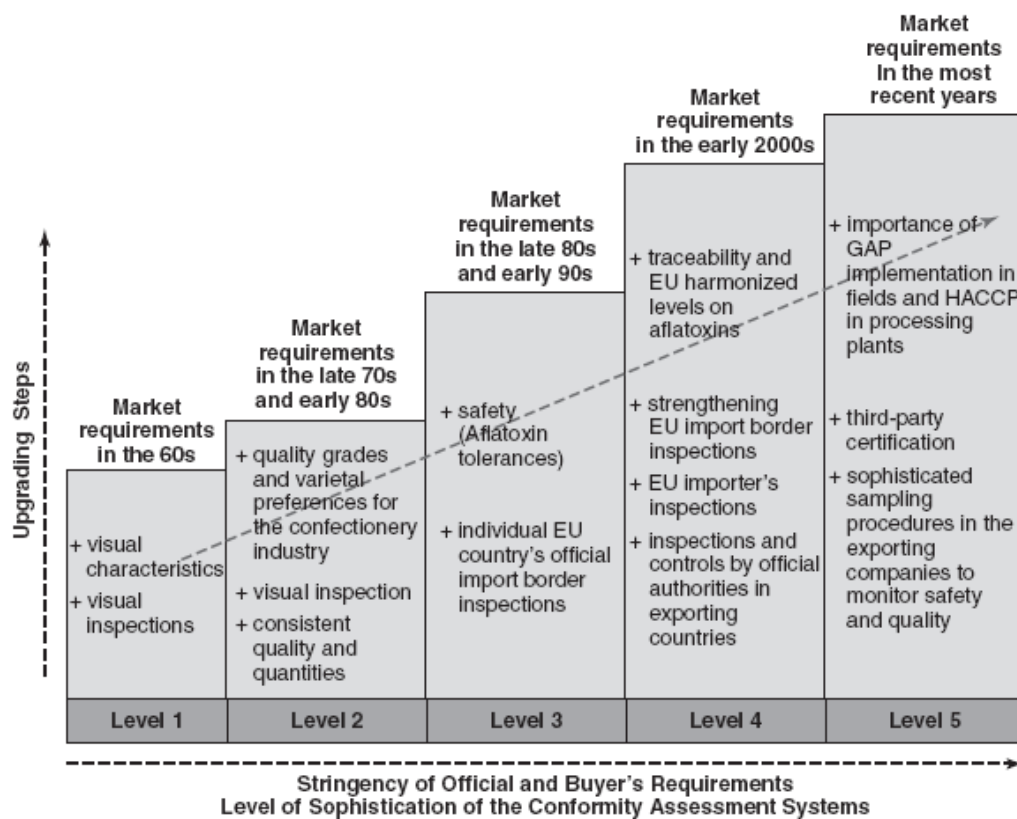 Market
requirements
in the 60s
+ visual
characteristics
+ visual
inspections
Level 1
Market
requirements
in the late 70s
and early 80s
+ quality grades
and varietal
preferences for
the confectionery
industry
+ visual inspection
+ consistent
quality and
quantities
Level 2
Market
requirements
in the late 80s
and early 90s
+ safety
(Aflatoxin
tolerances)
+ individual EU
country's official
import border
inspections
Level 3
Market
requirements
in the early 2000s
+ traceability and
EU harmonized
levels on
aflatoxins
+ strengthening
EU import border
inspections
+ EU importer's
inspections
+ inspections and
controls by official
authorities in
exporting
countries
Level 4
Market
requirements
In the most
recent years
+ importance of
GAP
implementation in
fields and HACCP
in processing
plants
+ third-party
certification
+ sophisticated
sampling
procedures in the
exporting
companies to
monitor safety
and quality
Level 5
Upgrading Steps
Stringency of Official and Buyer's Requirements
Level of Sophistication of the Conformity Assessment Systems